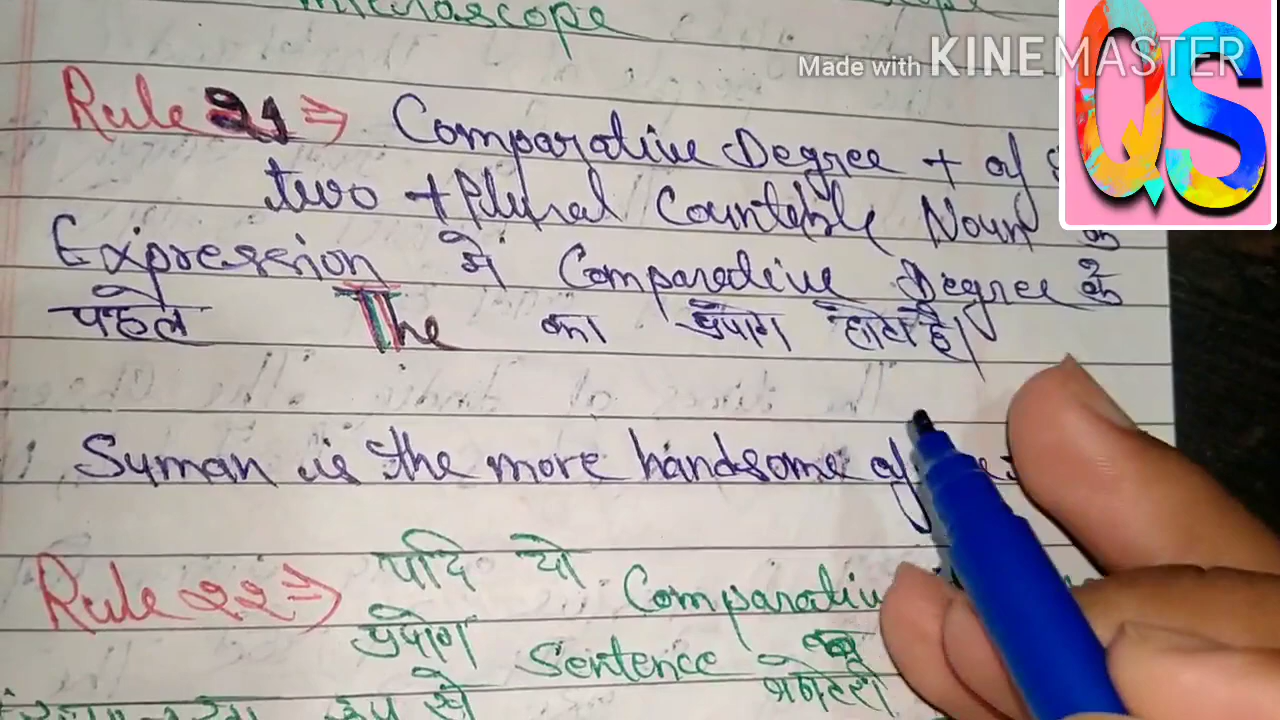 microscope
Made with KINEMASTER
QS
Rule 21 ⇒ Comparative Degree + of
two + Plural Countable Noun
Expression में Comparative Degree के
पहले The का प्रयोग होता है।
Suman is the more handsome of
Rule 22 ⇒ यदि दो Comparative
प्रयोग Sentence
रूप से